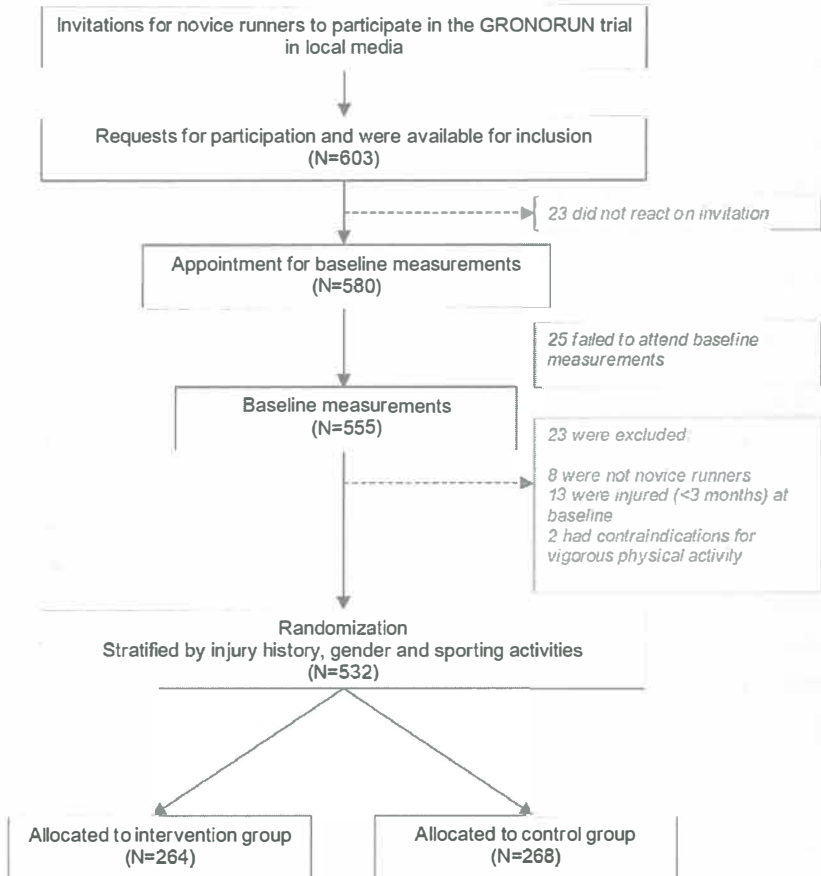 Invitations for novice runners to participate in the GRONORUN trial
in local media
Requests for participation and were available for inclusion
(N=603)
23 did not react on invitation
Appointment for baseline measurements
(N=580)
25 failed to attend baseline
measurements
Baseline measurements
(N=555)
23 were excluded
8 were not novice runners
13 were injured (<3 months) at
baseline
2 had contraindications for
vigorous physical activity
Randomization
Stratified by injury history, gender and sporting activities
(N=532)
Allocated to intervention group
(N=264)
Allocated to control group
(N=268)